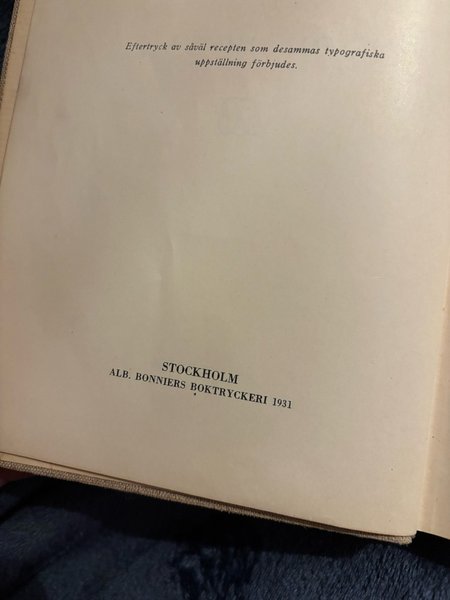 Eftertryck av såväl recepten som desammas typografiska
uppställning förbjudes.
STOCKHOLM
ALB. BONNIERS BOKTRYCKERI 1931